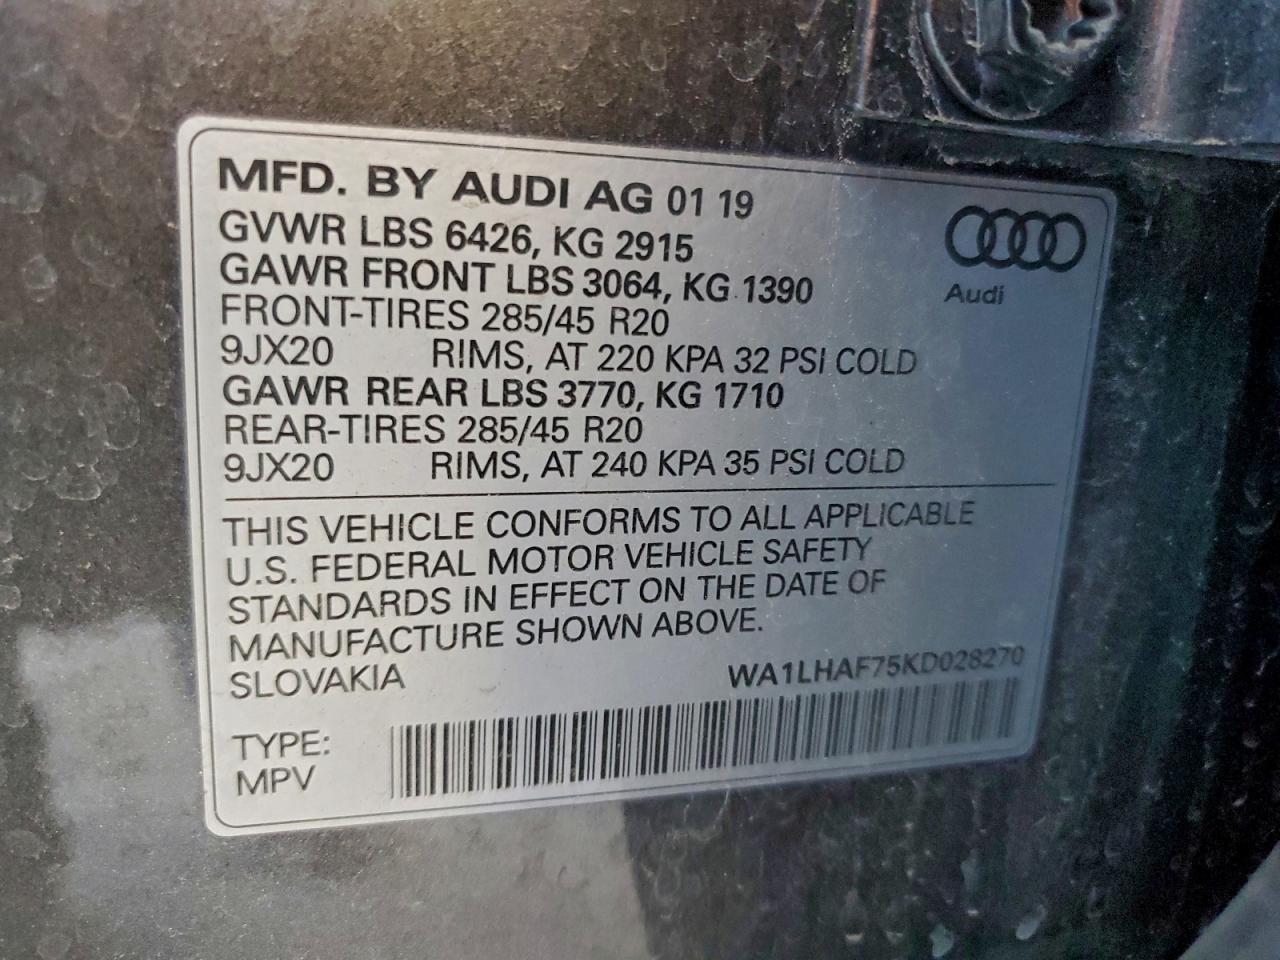 MFD. BY AUDI AG 01 19
GVWR LBS 6426, KG 2915
GAWR FRONT LBS 3064, KG 1390
FRONT-TIRES 285/45 R20
9JX20 RIMS, AT 220 KPA 32 PSI COLD
GAWR REAR LBS 3770, KG 1710
REAR-TIRES 285/45 R20
9JX20 RIMS, AT 240 KPA 35 PSI COLD
Audi
THIS VEHICLE CONFORMS TO ALL APPLICABLE
U.S. FEDERAL MOTOR VEHICLE SAFETY
STANDARDS IN EFFECT ON THE DATE OF
MANUFACTURE SHOWN ABOVE.
SLOVAKIA WA1LHAF75KD028270
TYPE:
MPV